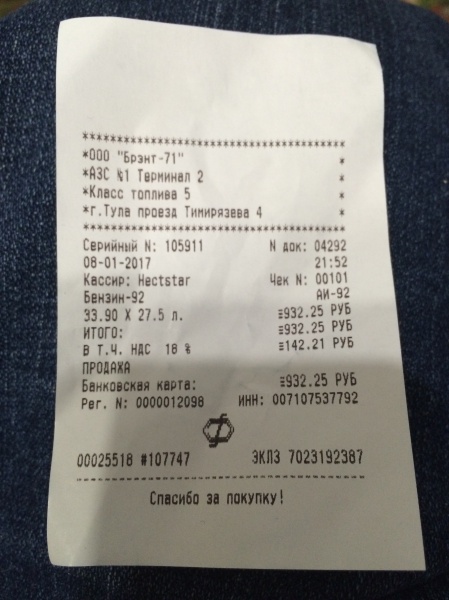 **********************************
*ООО "Брэнт-71" *
*АЗС №1 Терминал 2 *
*Класс топлива 5 *
*г.Тула проезд Тимирязева 4 *
**********************************
Серийный N: 105911 N док: 04292
08-01-2017 21:52
Кассир: Hectstar Чек N: 00101
Бензин-92 АИ-92
33.90 X 27.5 л. ≡932.25 РУБ
ИТОГО: ≡932.25 РУБ
В Т.Ч. НДС 18 % ≡142.21 РУБ
ПРОДАЖА
Банковская карта: ≡932.25 РУБ
Рег. N: 0000012098 ИНН: 007107537792
00025518 #107747 ЭКЛЗ 7023192387
Спасибо за покупку!